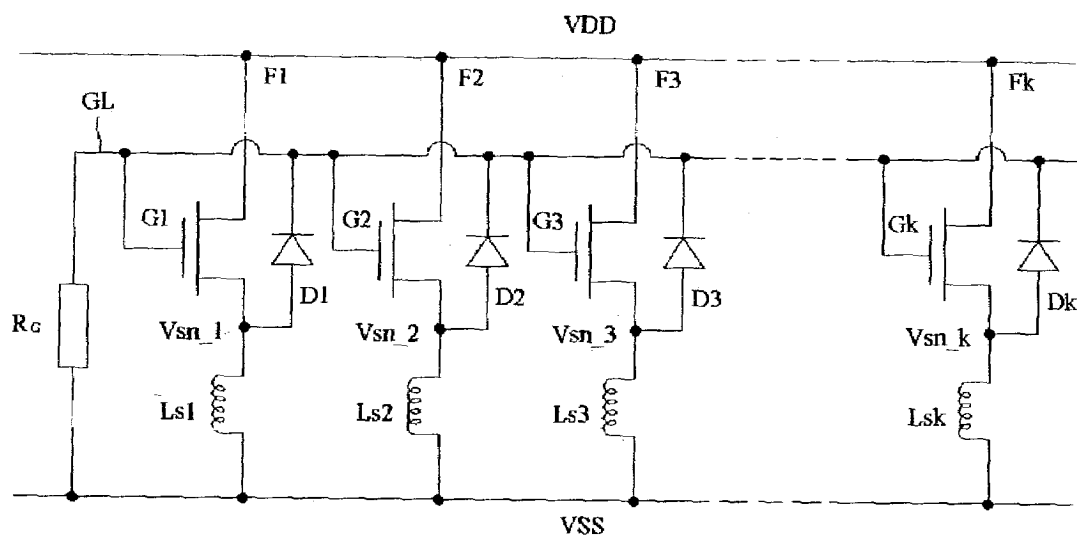 VDD
F1 F2 F3 Fk
GL
G1 G2 G3 Gk
D1 D2 D3 Dk
RG
Vsn_1 Vsn_2 Vsn_3 Vsn_k
Ls1 Ls2 Ls3 Lsk
VSS